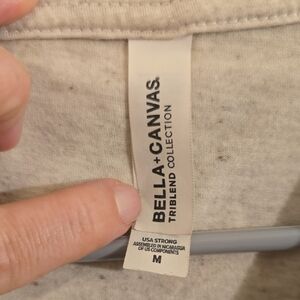 BELLA+CANVAS.
TRIBLEND COLLECTION
USA STRONG
ASSEMBLED IN NICARAGUA
OF US COMPONENTS
M